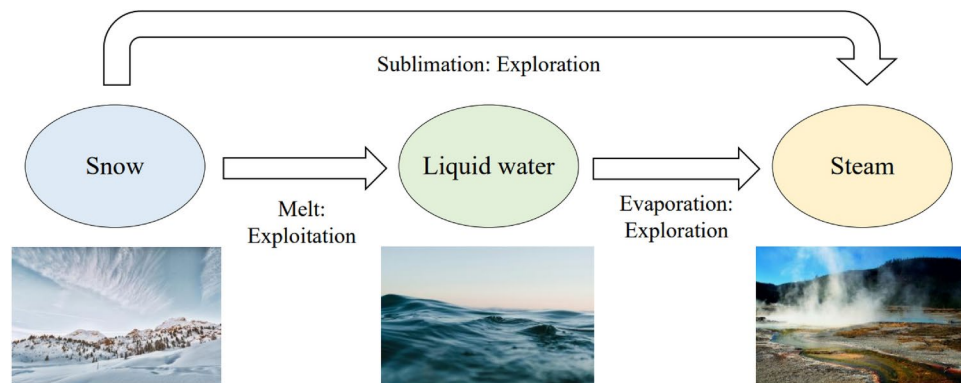 Sublimation: Exploration
Snow
Liquid water
Steam
Melt:
Exploitation
Evaporation:
Exploration